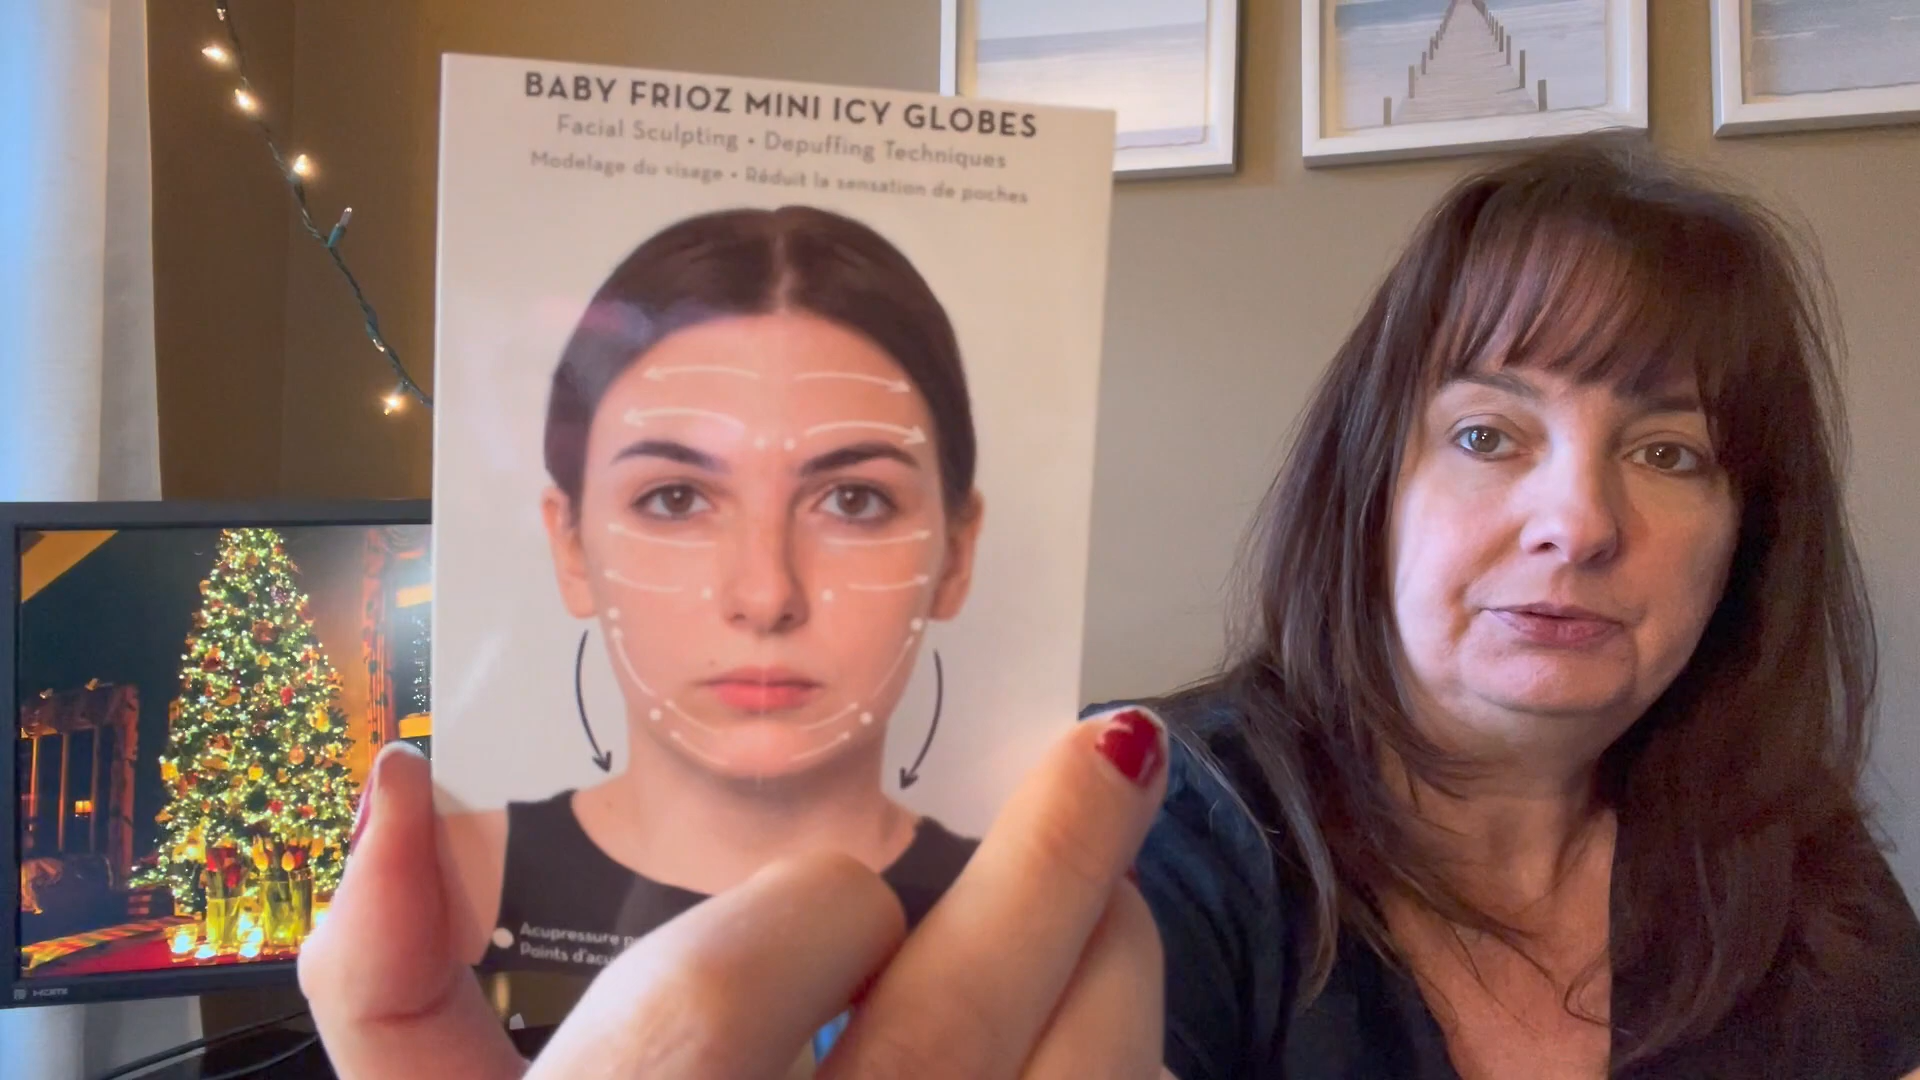 BABY FRIOZ MINI ICY GLOBES
Facial Sculpting • Depuffing Techniques
Modelage du visage • Réduit la sensation de poches
Acupressure
Points d'acu
HDMI